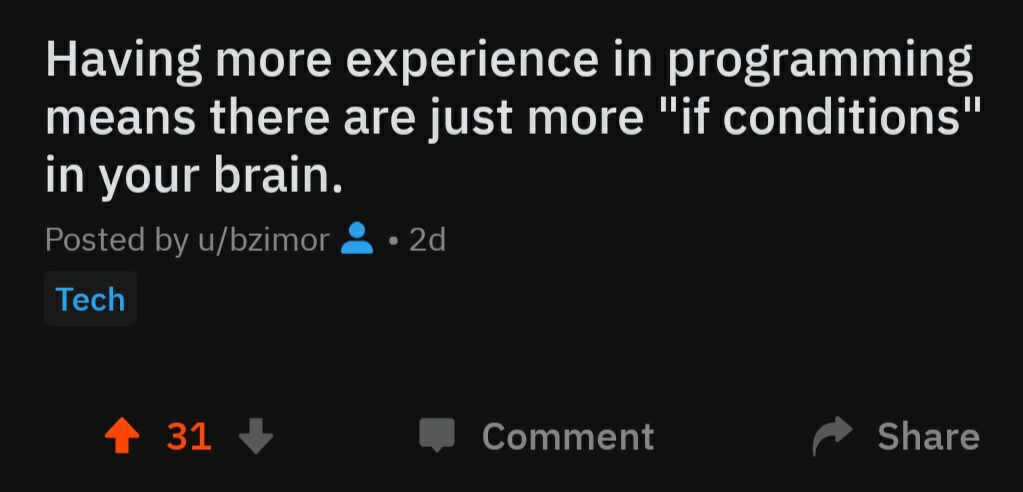 Having more experience in programming
means there are just more "if conditions"
in your brain.
Posted by u/bzimor • 2d
Tech
31 Comment Share